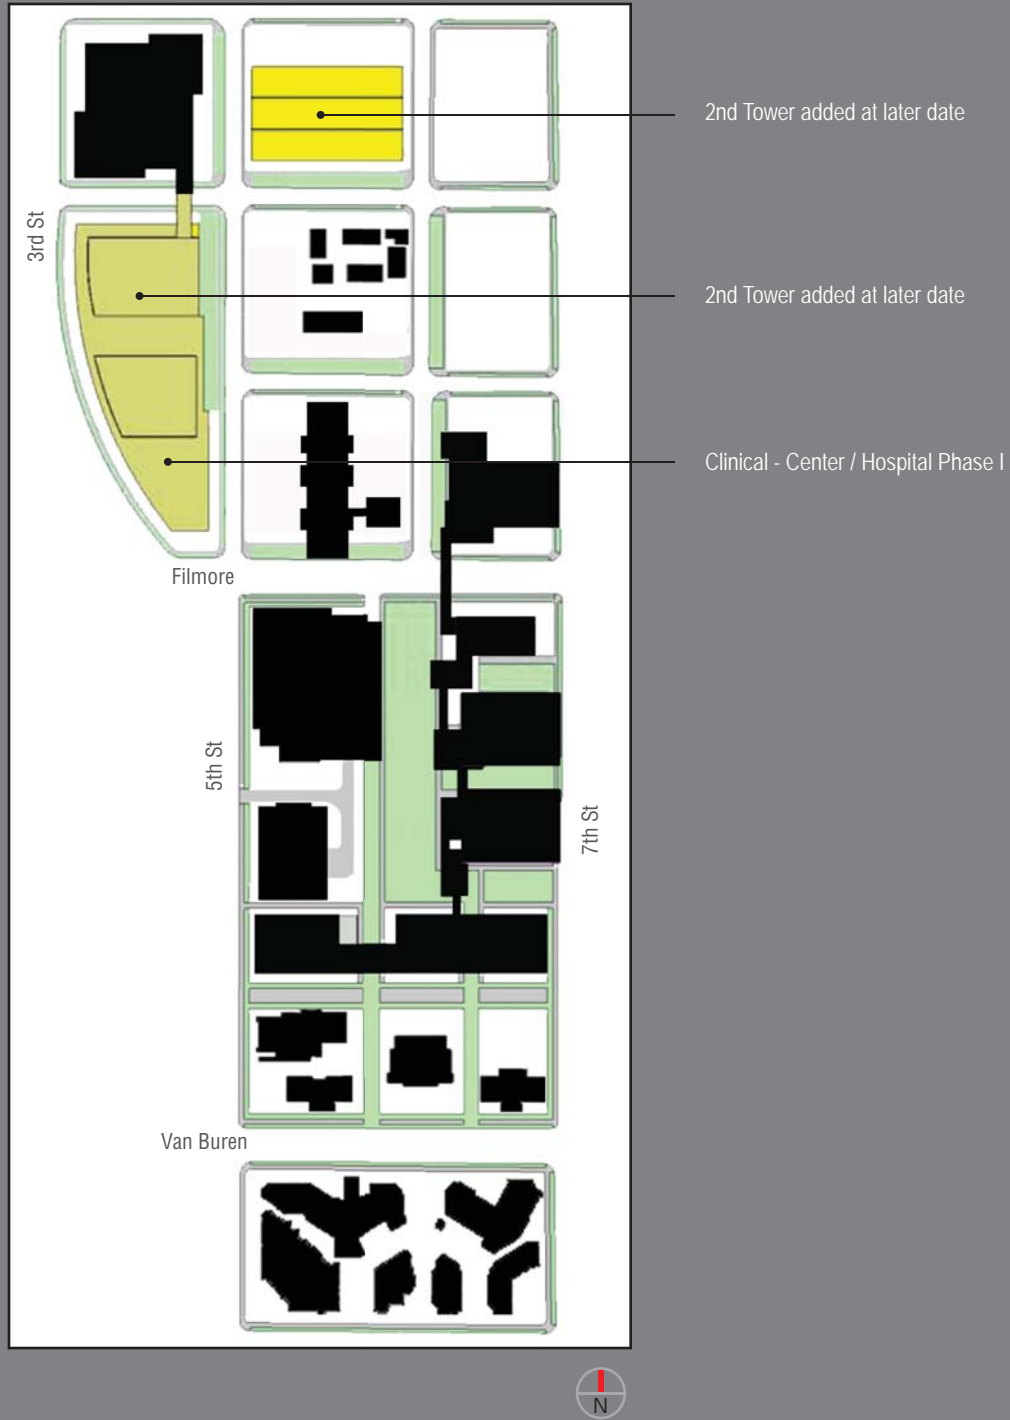 2nd Tower added at later date
3rd St
2nd Tower added at later date
Clinical - Center / Hospital Phase I
Filmore
5th St
7th St
Van Buren
N